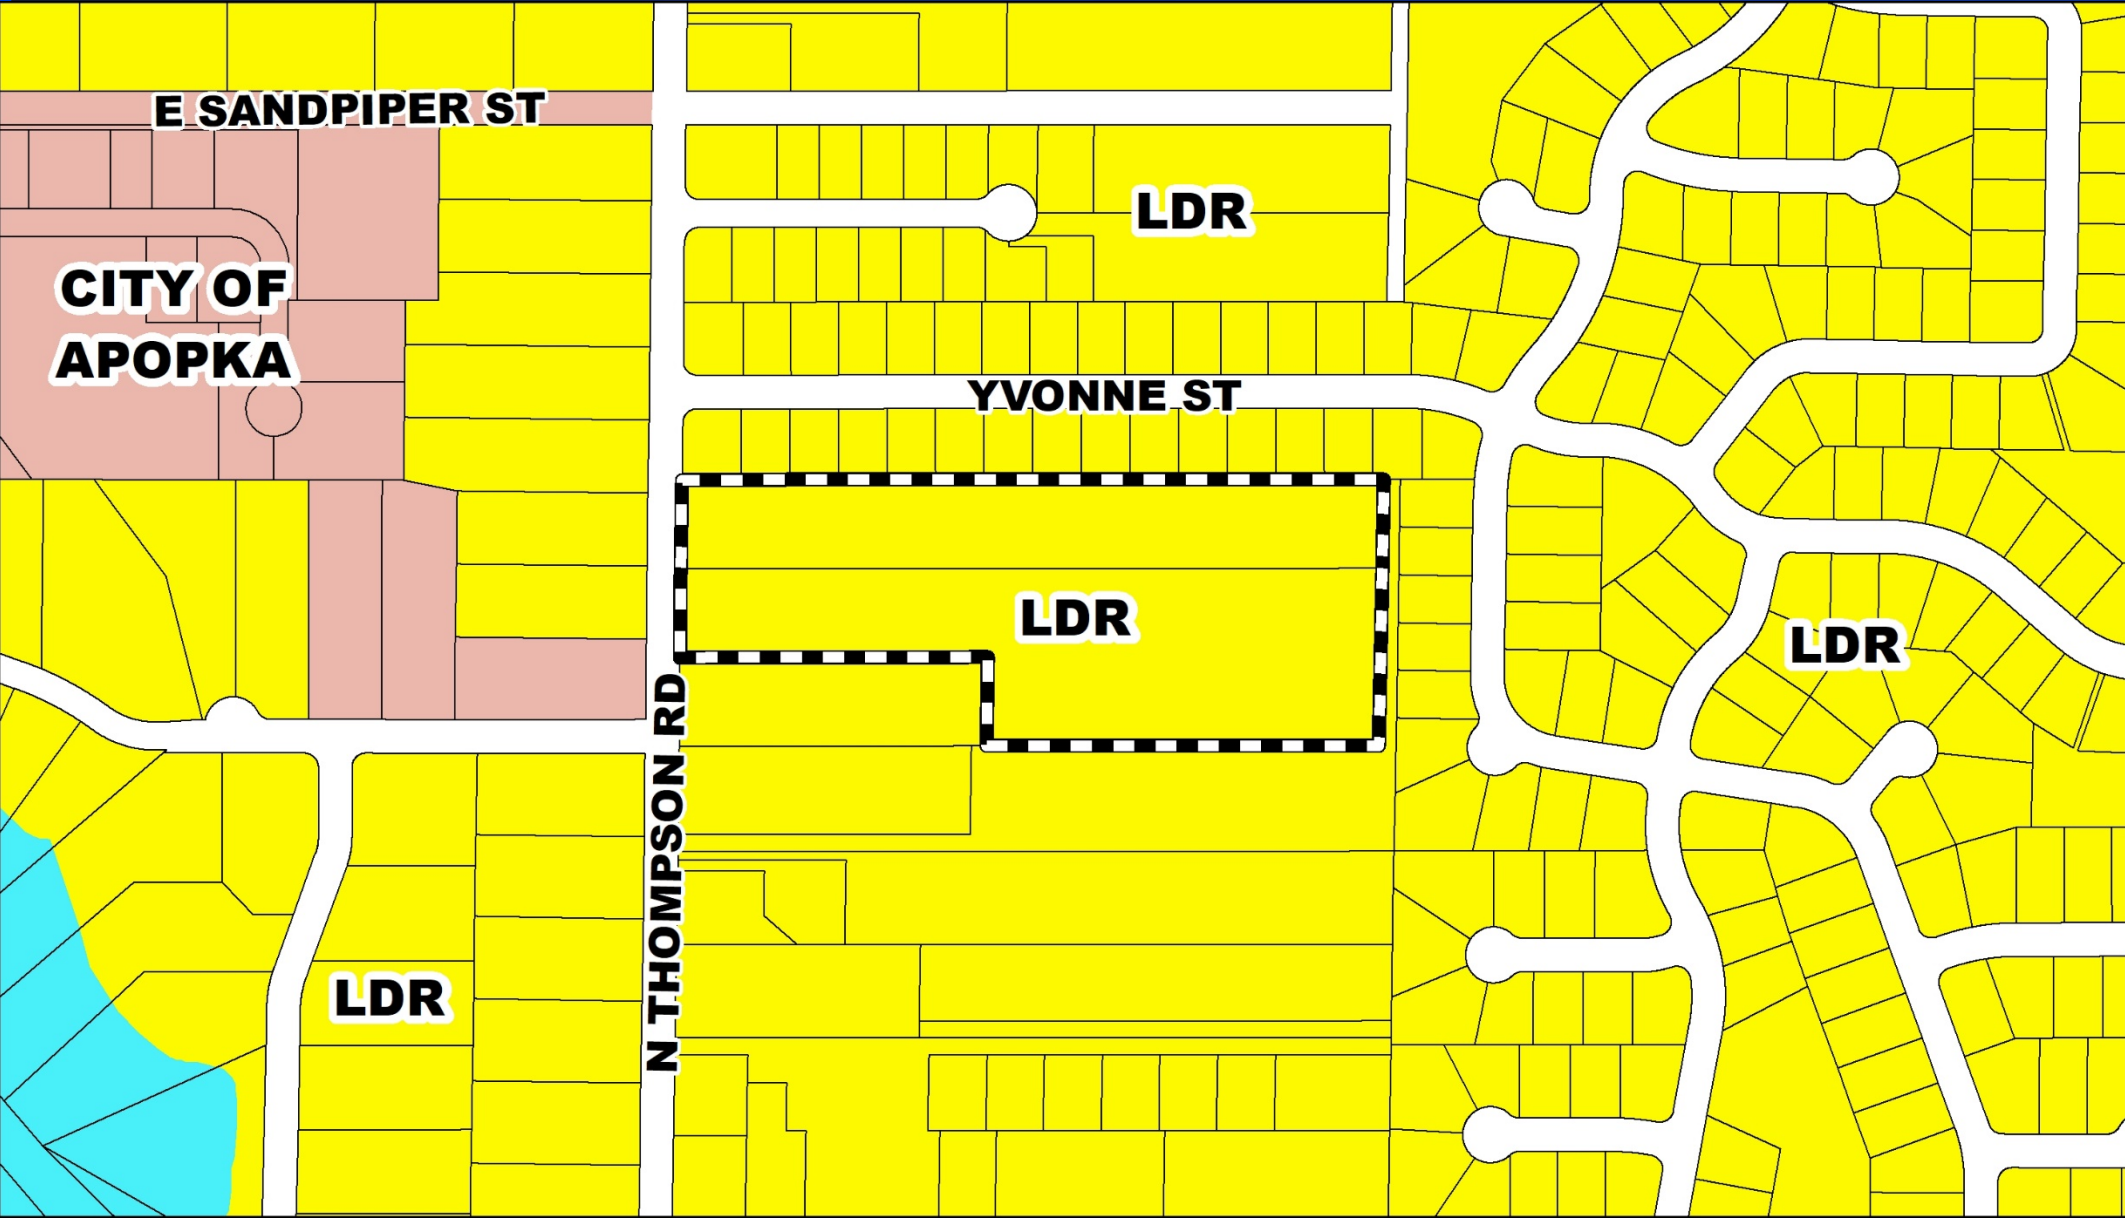 E SANDPIPER ST
LDR
CITY OF
APOPKA
YVONNE ST
LDR
LDR
N THOMPSON RD
LDR